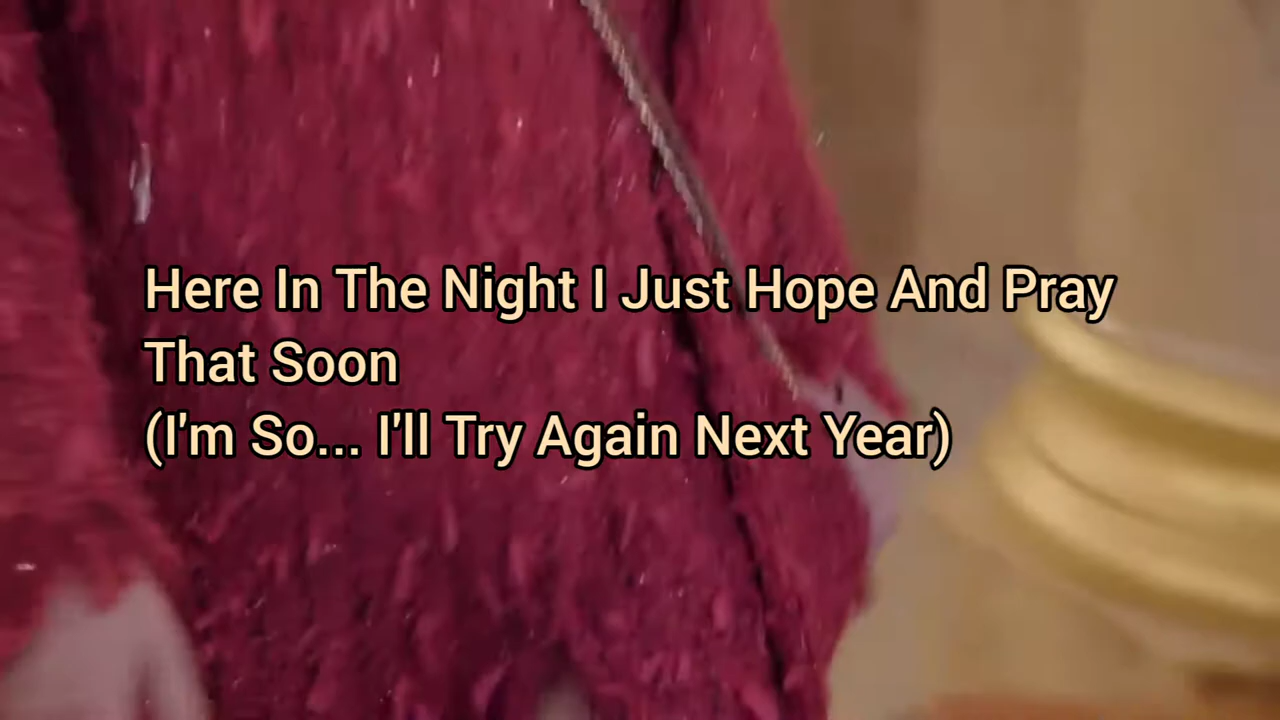 Here In The Night I Just Hope And Pray
That Soon
(I'm So... I'll Try Again Next Year)